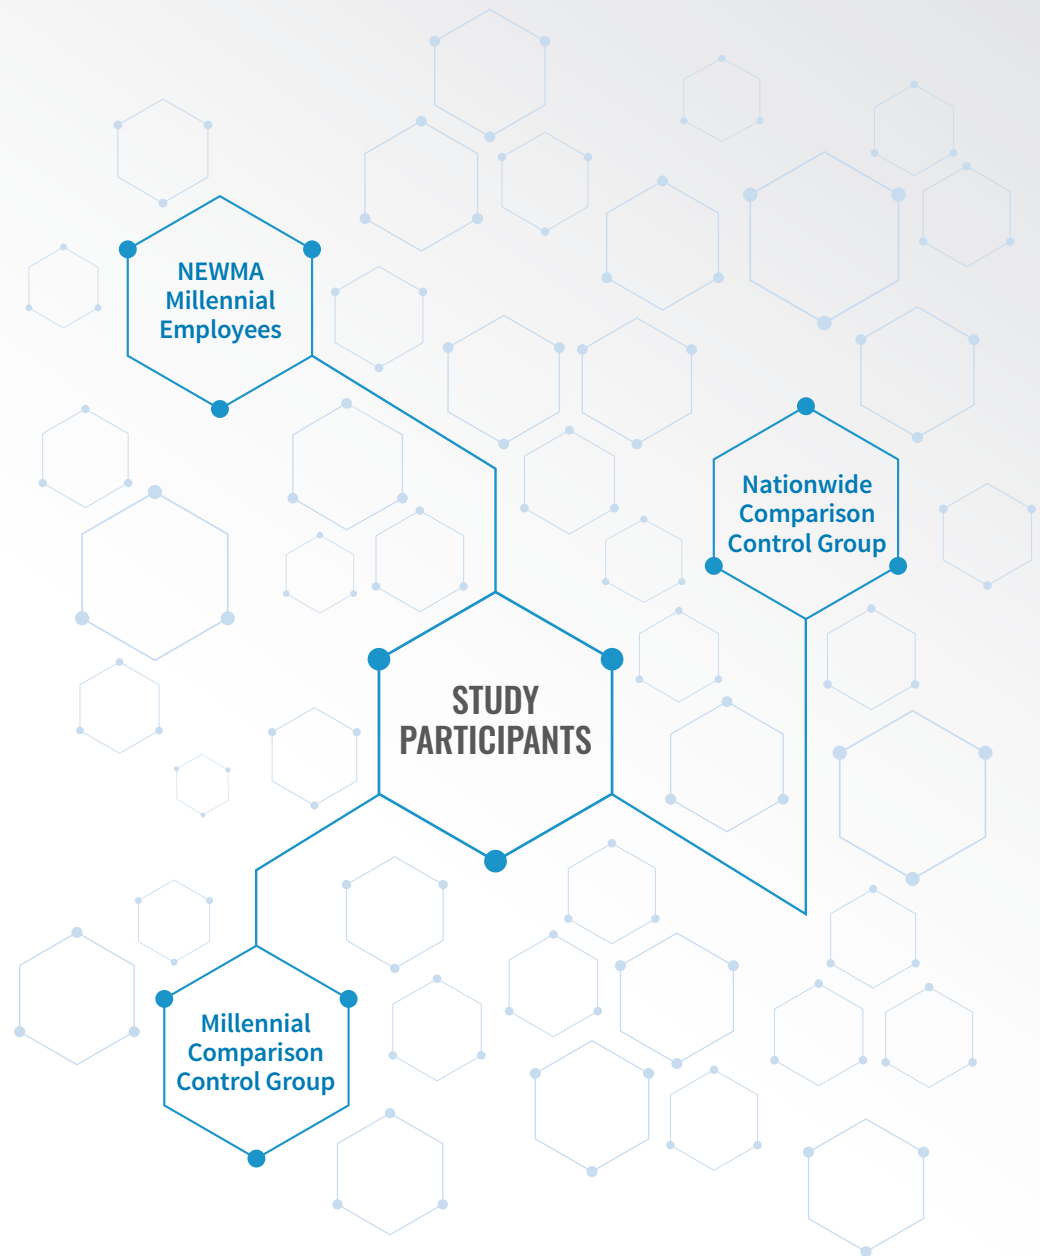 NEWMA
Millennial
Employees
Nationwide
Comparison
Control Group
STUDY
PARTICIPANTS
Millennial
Comparison
Control Group